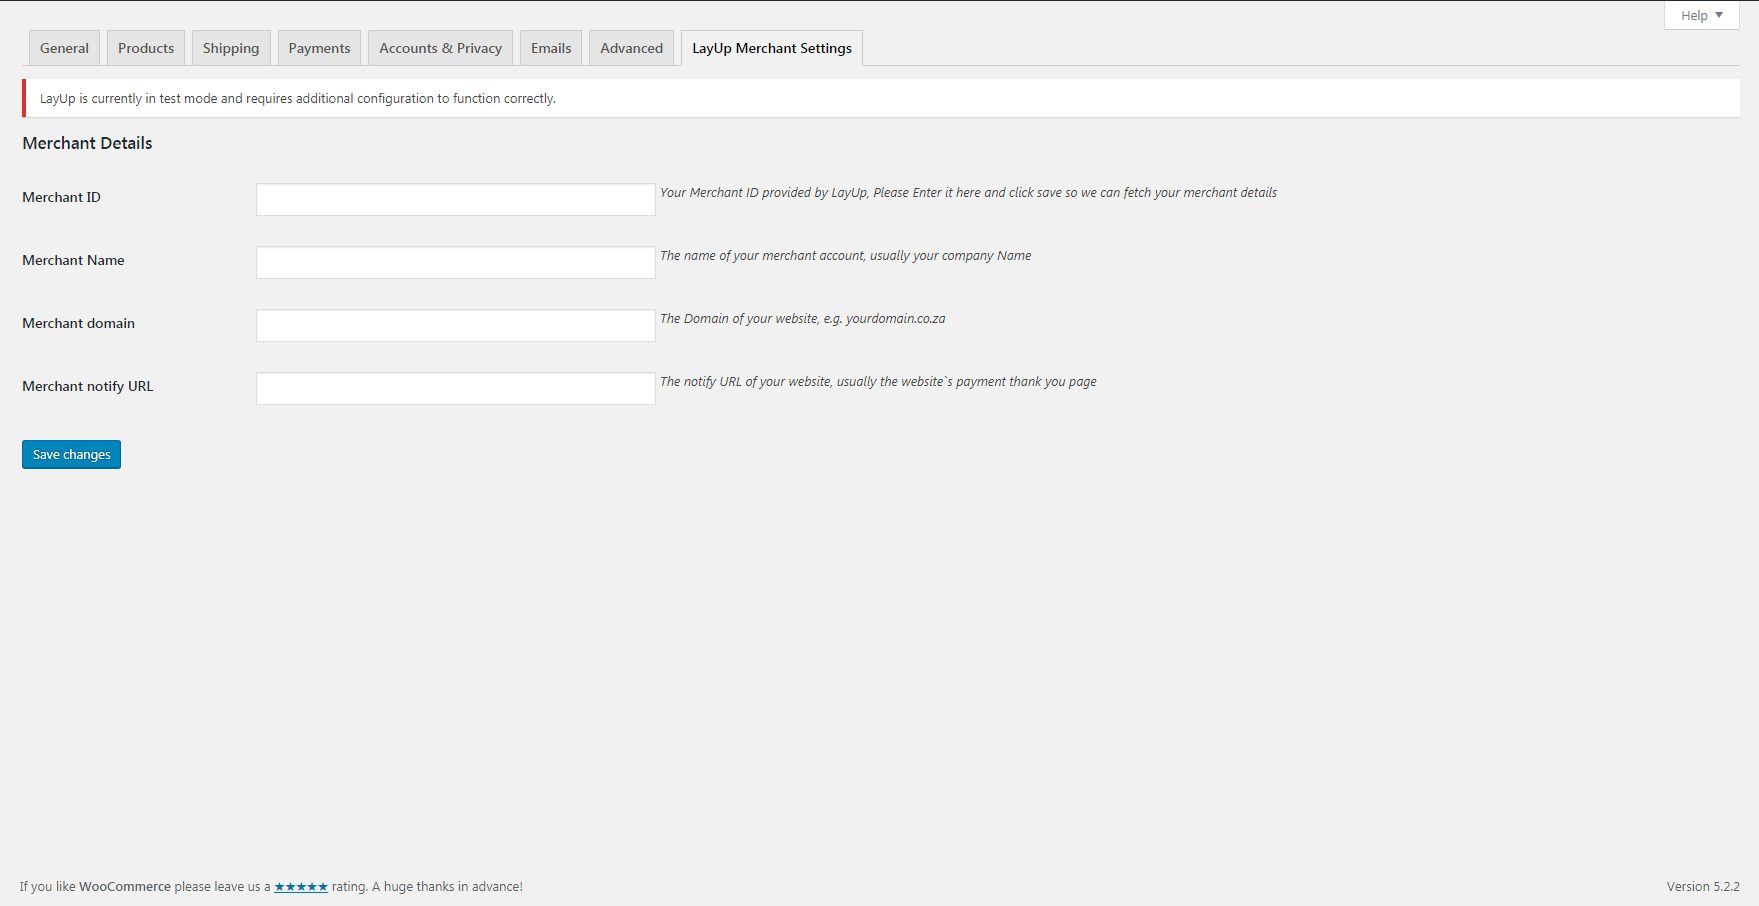 Help ▼
General Products Shipping Payments Accounts & Privacy Emails Advanced LayUp Merchant Settings
LayUp is currently in test mode and requires additional configuration to function correctly.
Merchant Details
Merchant ID Your Merchant ID provided by LayUp, Please Enter it here and click save so we can fetch your merchant details
Merchant Name The name of your merchant account, usually your company Name
Merchant domain The Domain of your website, e.g. yourdomain.co.za
Merchant notify URL The notify URL of your website, usually the website`s payment thank you page
Save changes
If you like WooCommerce please leave us a ★★★★★ rating. A huge thanks in advance! Version 5.2.2